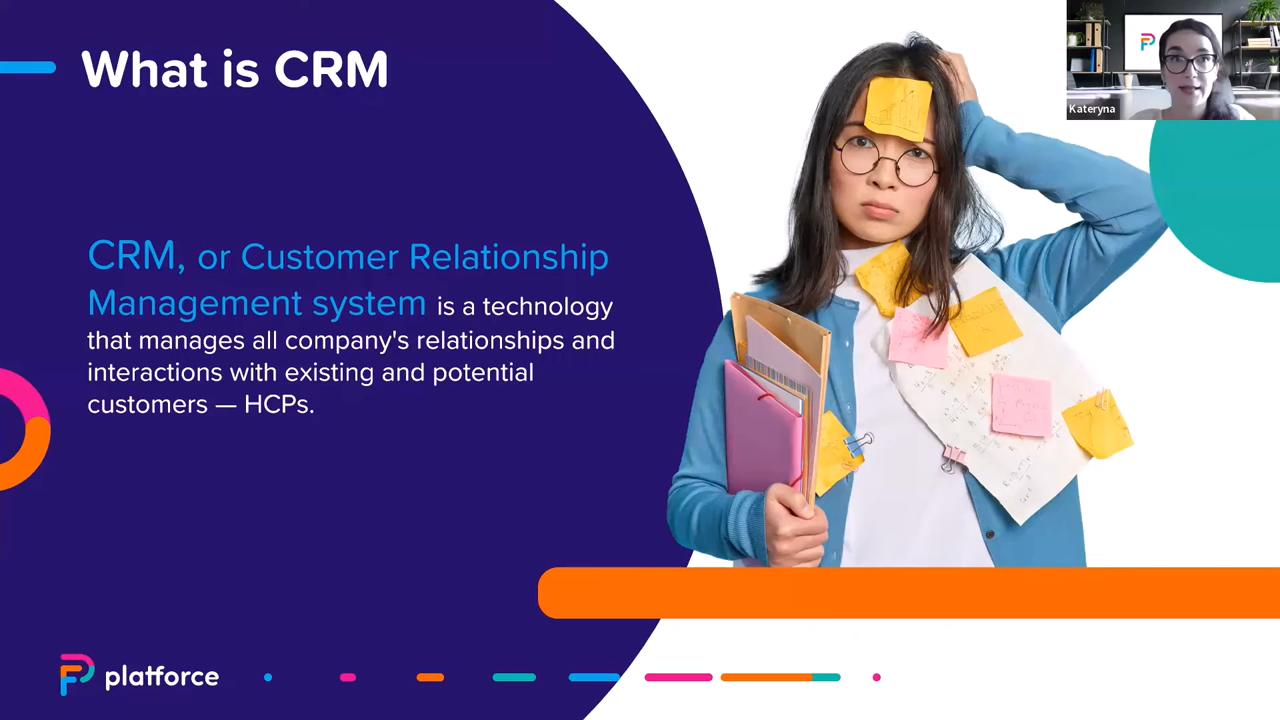 What is CRM
Kateryna
CRM, or Customer Relationship
Management system is a technology
that manages all company's relationships and
interactions with existing and potential
customers — HCPs.
platforce